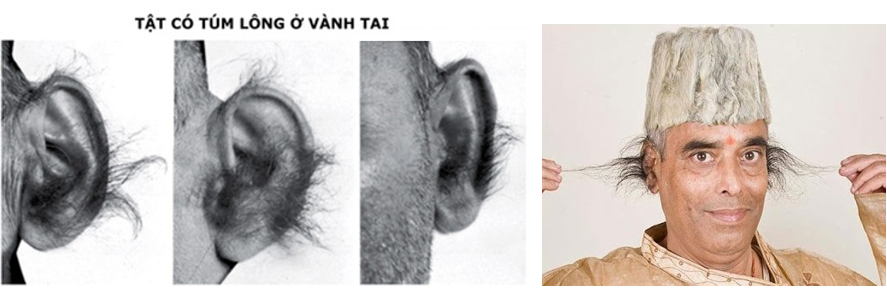 TẬT CÓ TÚM LÔNG Ở VÀNH TAI